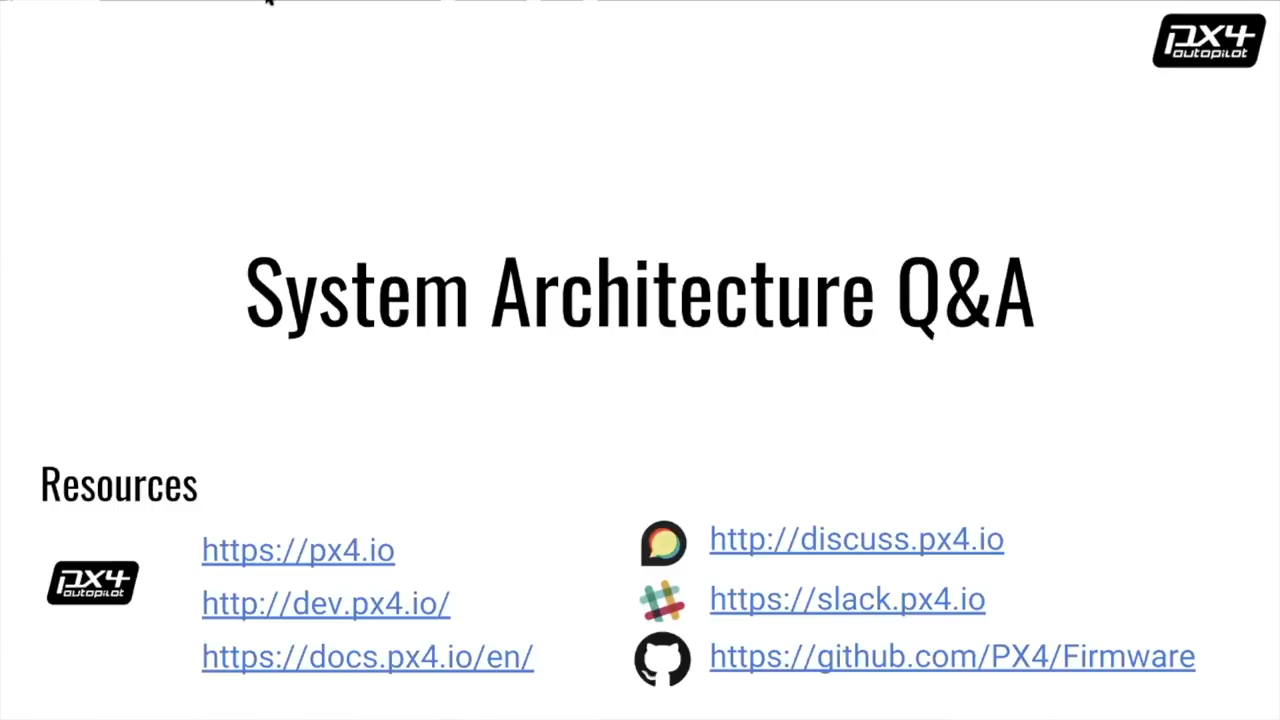 px4
autopilot
System Architecture Q&A
Resources
px4
autopilot
https://px4.io
http://dev.px4.io/
https://docs.px4.io/en/
http://discuss.px4.io
https://slack.px4.io
https://github.com/PX4/Firmware